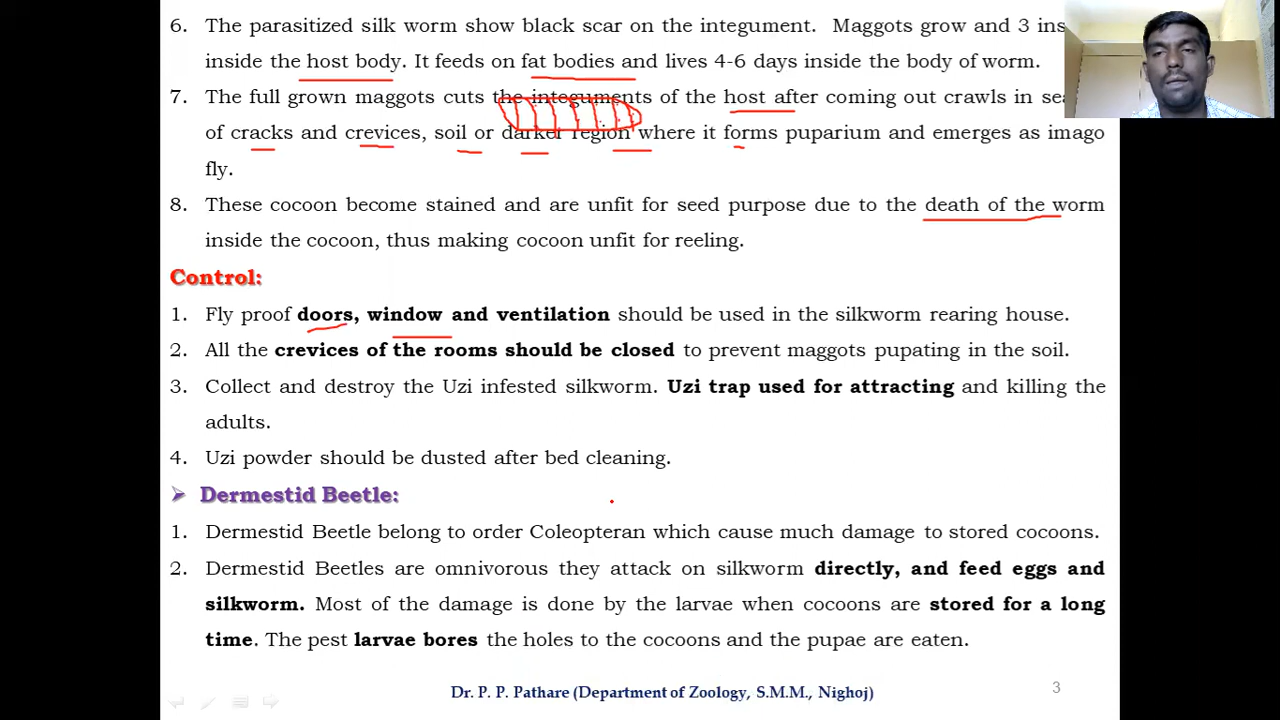 6. The parasitized silk worm show black scar on the integument. Maggots grow and 3
inside the host body. It feeds on fat bodies and lives 4-6 days inside the body of worm.
7. The full grown maggots cuts the integuments of the host after coming out crawls in
of cracks and crevices, soil or darker region where it forms puparium and emerges as imago
fly.
8. These cocoon become stained and are unfit for seed purpose due to the death of the worm
inside the cocoon, thus making cocoon unfit for reeling.
Control:
1. Fly proof doors, window and ventilation should be used in the silkworm rearing house.
2. All the crevices of the rooms should be closed to prevent maggots pupating in the soil.
3. Collect and destroy the Uzi infested silkworm. Uzi trap used for attracting and killing the
adults.
4. Uzi powder should be dusted after bed cleaning.
➢ Dermestid Beetle:
1. Dermestid Beetle belong to order Coleopteran which cause much damage to stored cocoons.
2. Dermestid Beetles are omnivorous they attack on silkworm directly, and feed eggs and
silkworm. Most of the damage is done by the larvae when cocoons are stored for a long
time. The pest larvae bores the holes to the cocoons and the pupae are eaten.
Dr. P. P. Pathare (Department of Zoology, S.M.M., Nighoj)
3